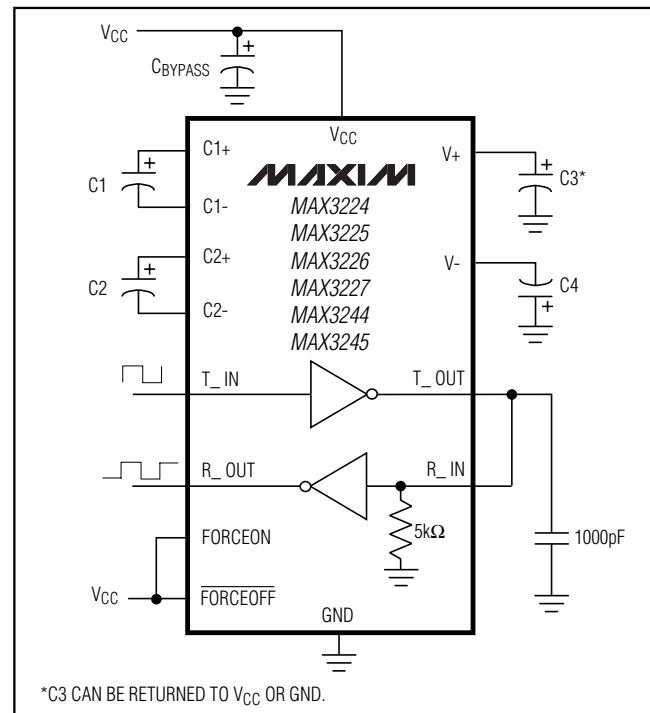 VCC
CBYPASS
+
VCC
C1+
C1
+
C1-
C2+
C2
+
C2-
MAXIM
MAX3224
MAX3225
MAX3226
MAX3227
MAX3244
MAX3245
V+
+
C3*
V-
C4
+
T_ IN
T_ OUT
R_ OUT
R_ IN
5kΩ
1000pF
FORCEON
VCC
FORCEOFF
GND
*C3 CAN BE RETURNED TO VCC OR GND.